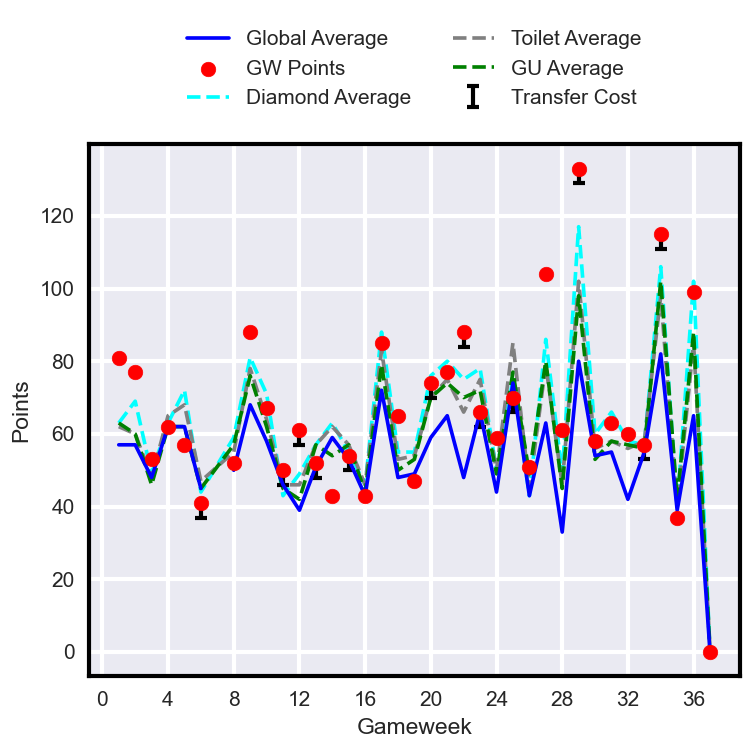 Global Average
GW Points
Diamond Average
Toilet Average
GU Average
Transfer Cost
Points
120
100
80
60
40
20
0
0 4 8 12 16 20 24 28 32 36
Gameweek